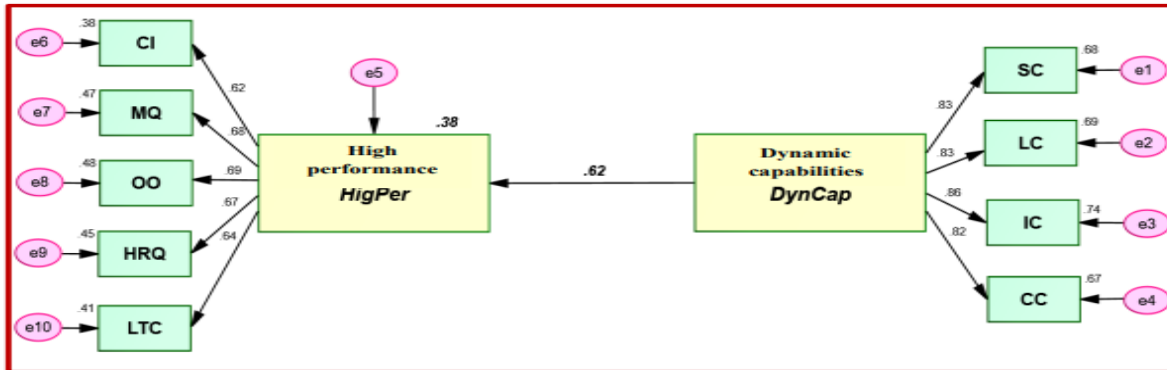 e6
.38
CI
e7
.47
MQ
e8
.48
OO
e9
.45
HRQ
e10
.41
LTC
.62
.68
.69
.67
.64
e5
.38
High
performance
HigPer
.62
Dynamic
capabilities
DynCap
.83
.83
.86
.82
SC
.68
e1
LC
.69
e2
IC
.74
e3
CC
.67
e4